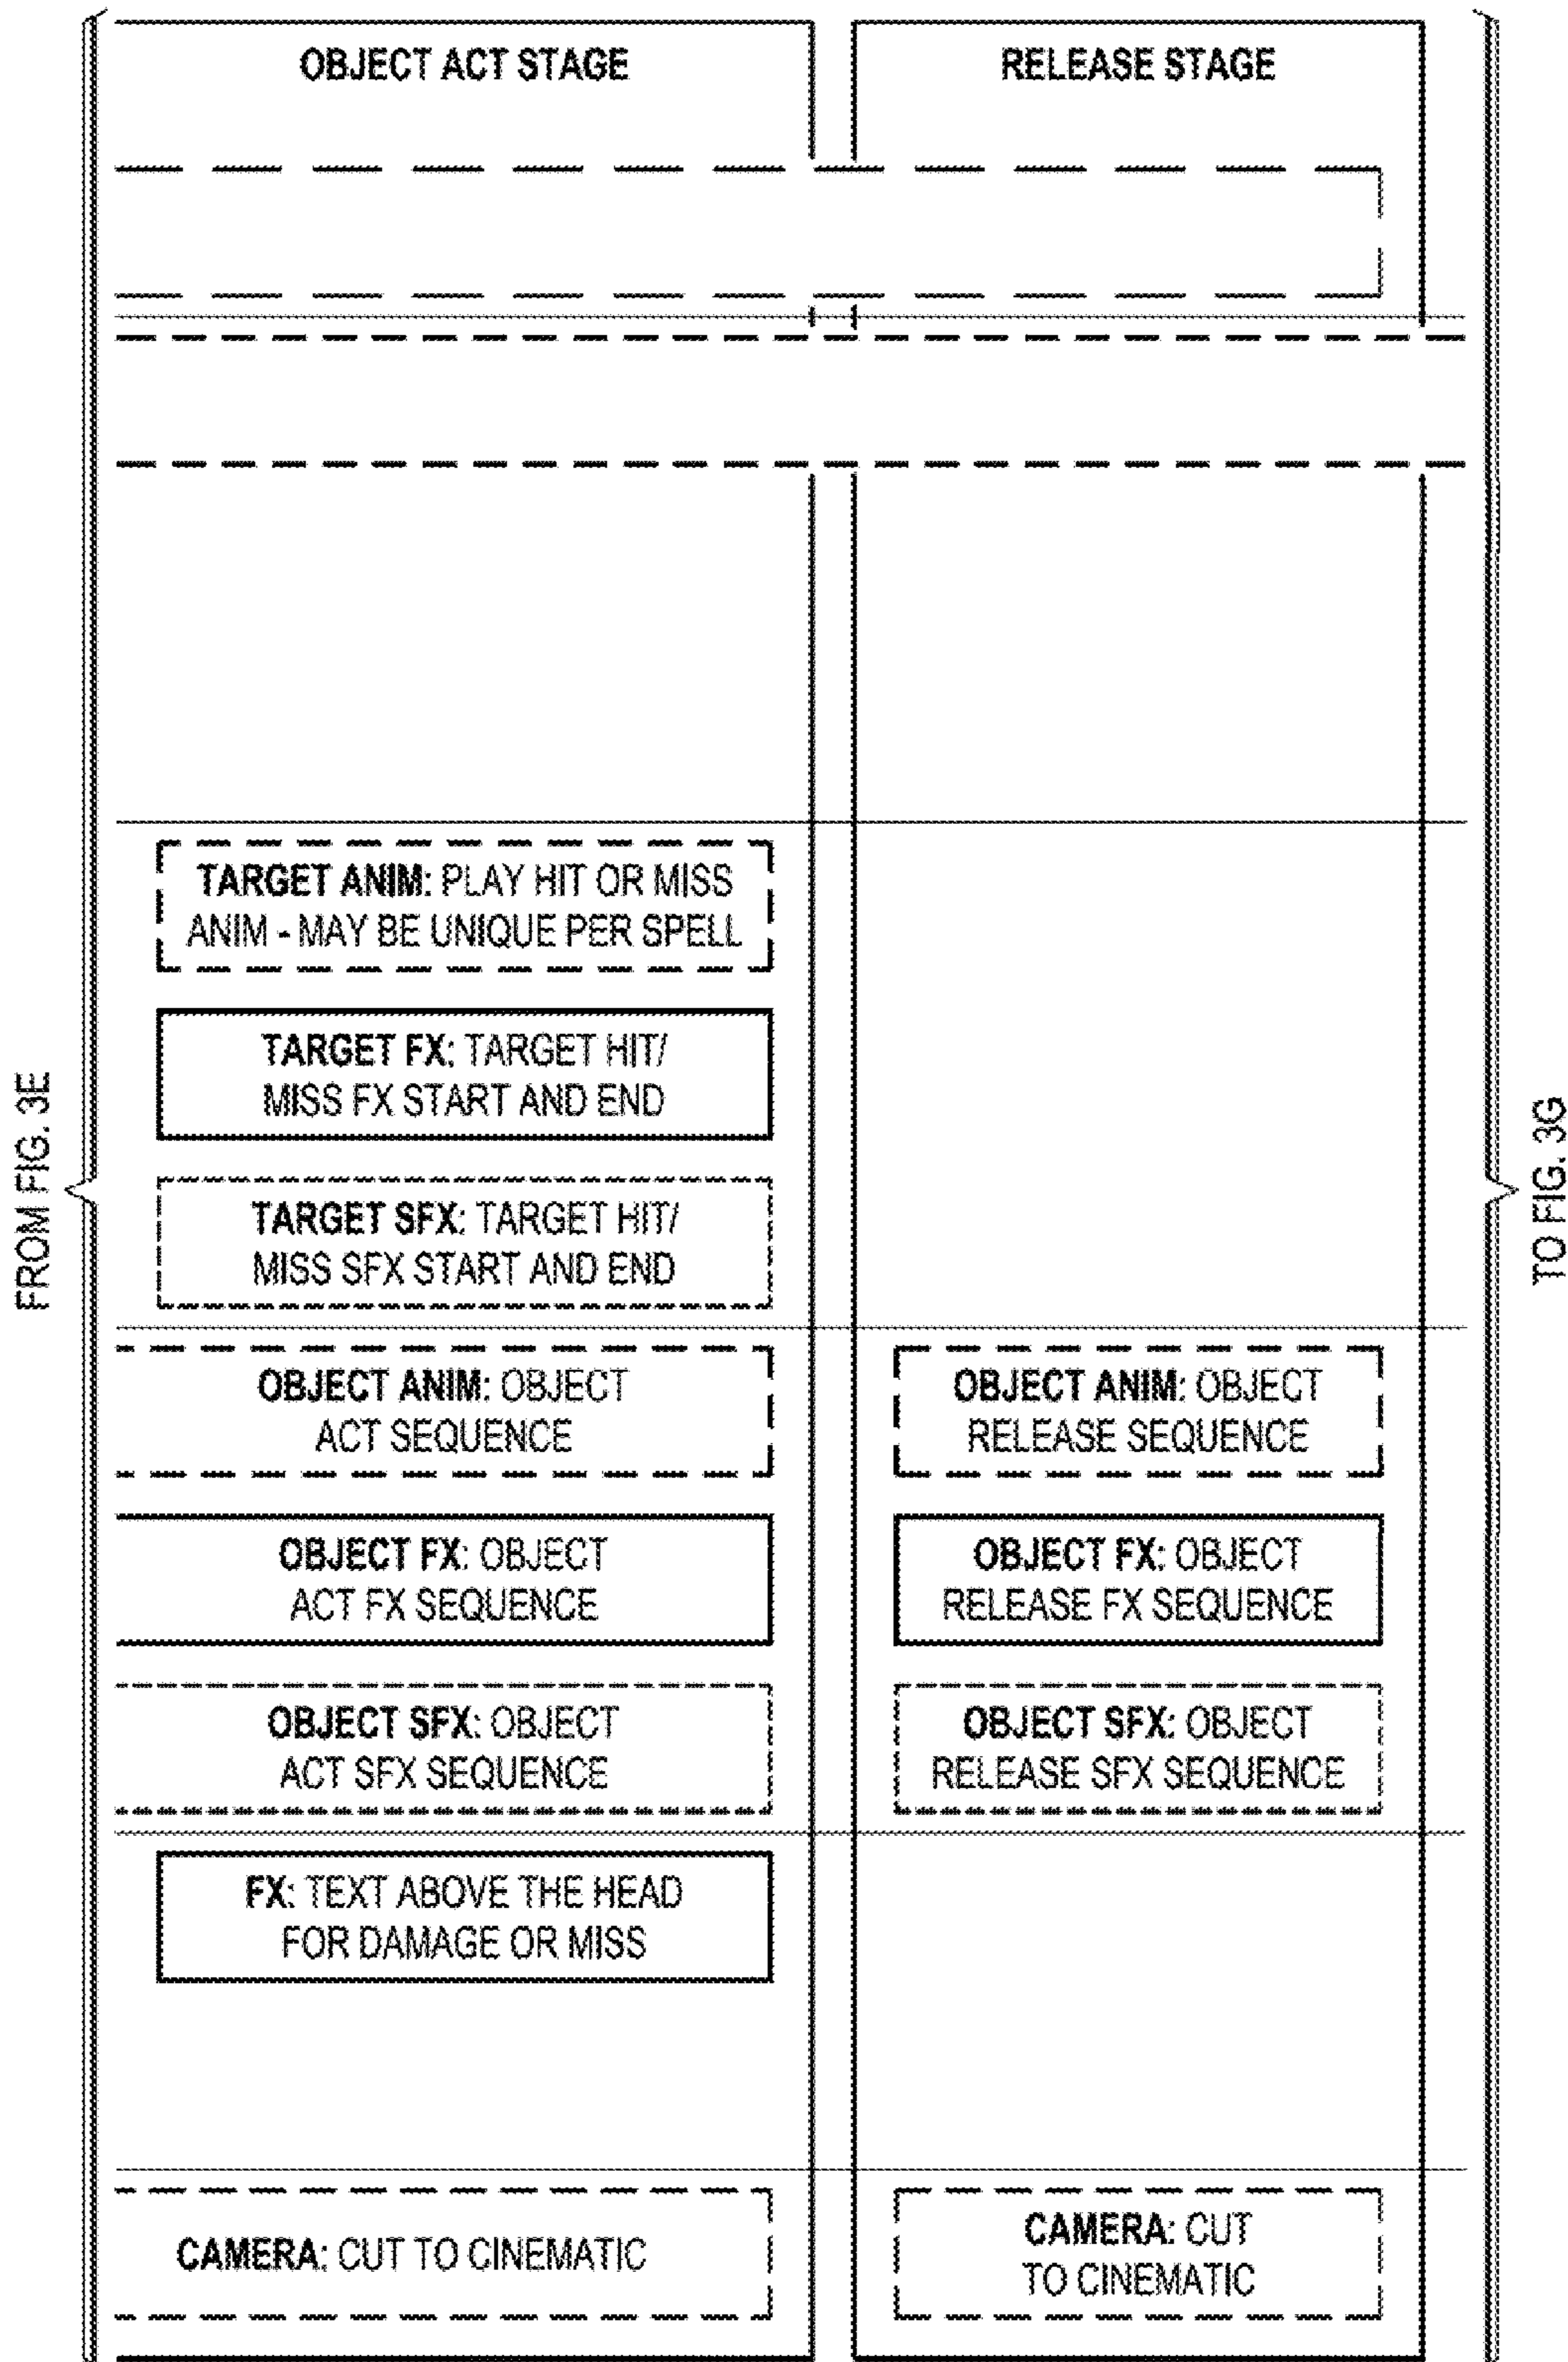 OBJECT ACT STAGE
RELEASE STAGE
FROM FIG. 3E
TARGET ANIM: PLAY HIT OR MISS
ANIM - MAY BE UNIQUE PER SPELL
TARGET FX: TARGET HIT/
MISS FX START AND END
TARGET SFX: TARGET HIT/
MISS SFX START AND END
OBJECT ANIM: OBJECT
ACT SEQUENCE
OBJECT ANIM: OBJECT
RELEASE SEQUENCE
OBJECT FX: OBJECT
ACT FX SEQUENCE
OBJECT FX: OBJECT
RELEASE FX SEQUENCE
OBJECT SFX: OBJECT
ACT SFX SEQUENCE
OBJECT SFX: OBJECT
RELEASE SFX SEQUENCE
FX: TEXT ABOVE THE HEAD
FOR DAMAGE OR MISS
CAMERA: CUT TO CINEMATIC
CAMERA: CUT
TO CINEMATIC
TO FIG. 3G